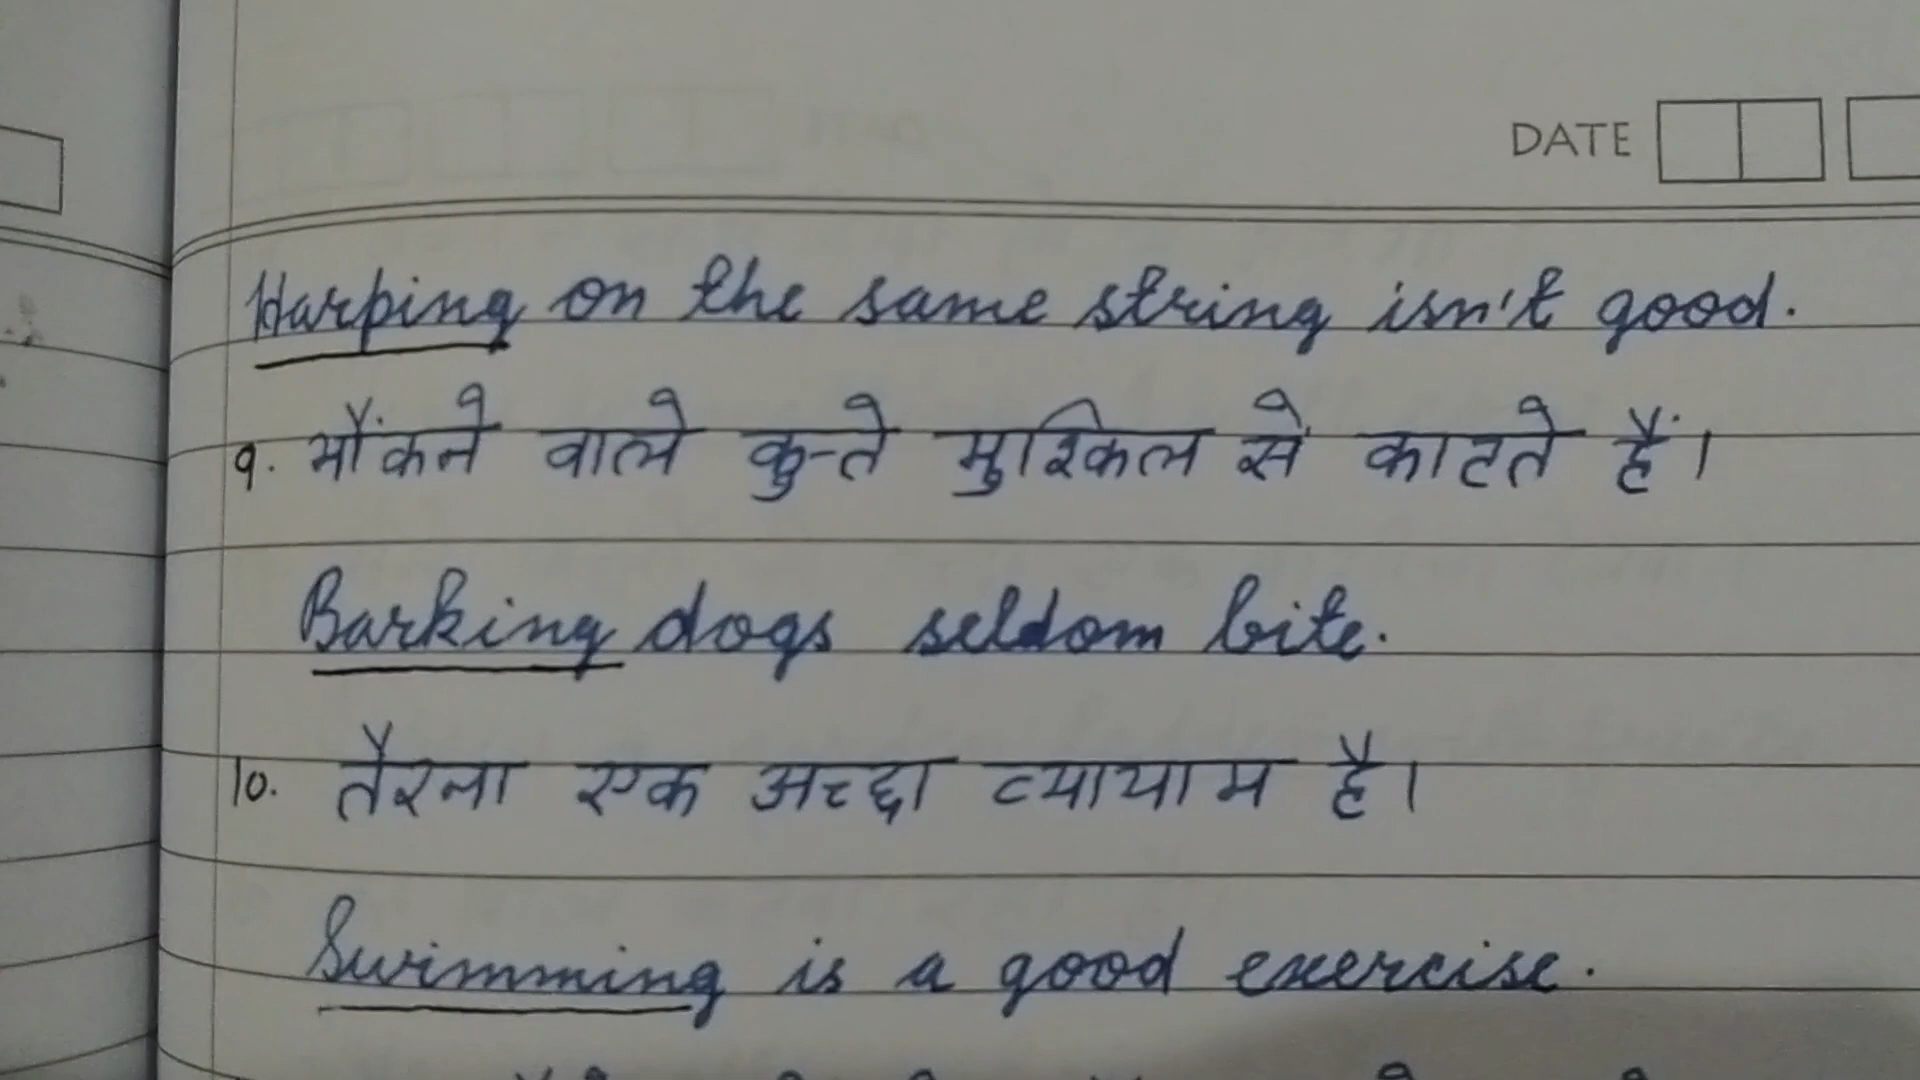 DATE
Harping on the same string isn't good.
9. भौंकने वाले कुत्ते मुश्किल से काटते हैं।
Barking dogs seldom bite.
10. तैरना एक अच्छा व्यायाम है।
Swimming is a good exercise.